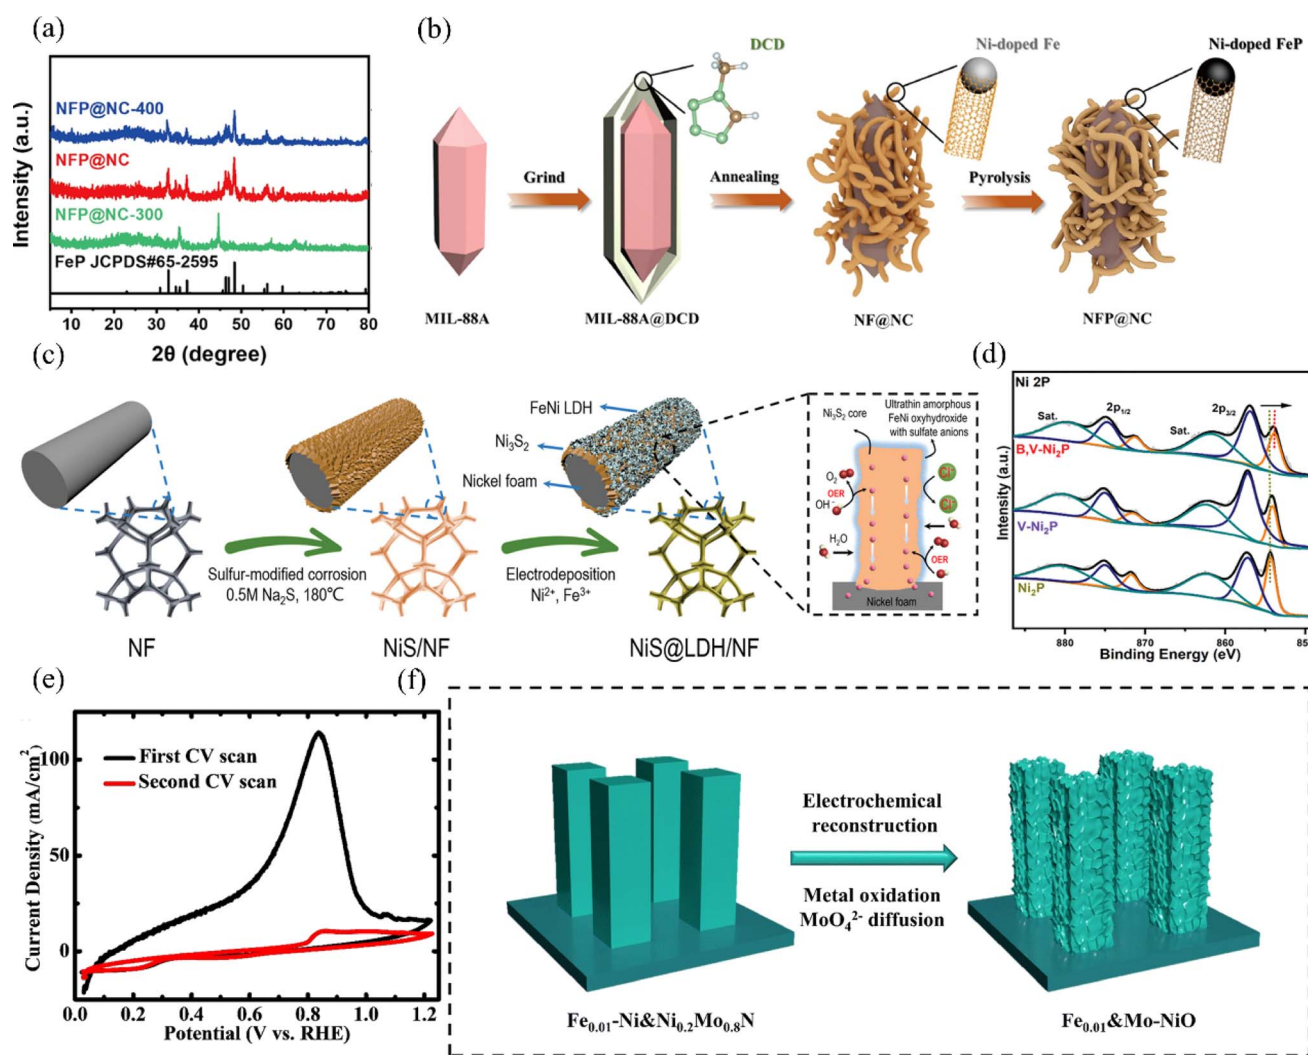 (a)
Intensity (a.u.)
NFP@NC-400
NFP@NC
NFP@NC-300
FeP JCPDS#65-2595
10 20 30 40 50 60 70 80
2θ (degree)
(b)
DCD
Ni-doped Fe
Ni-doped FeP
Grind
Annealing
Pyrolysis
MIL-88A
MIL-88A@DCD
NF@NC
NFP@NC
(c)
FeNi LDH
Ni₃S₂
Nickel foam
Sulfur-modified corrosion
0.5M Na₂S, 180℃
Electrodeposition
Ni²⁺, Fe³⁺
NF
NiS/NF
NiS@LDH/NF
Ni₃S₂ core
Ultrathin amorphous
FeNi oxyhydroxide
with sulfate anions
O₂
OER
OH⁻
H₂O
OER
Nickel foam
(d)
Ni 2P
Sat.
2p₁/₂
2p₃/₂
Sat.
B,V-Ni₂P
V-Ni₂P
Ni₂P
Intensity (a.u.)
880 870 860 85
Binding Energy (eV)
(e)
Current Density (mA/cm²)
100
50
0
First CV scan
Second CV scan
0.0 0.2 0.4 0.6 0.8 1.0 1.2
Potential (V vs. RHE)
(f)
Electrochemical
reconstruction
Metal oxidation
MoO₄²⁻ diffusion
Fe₀.₀₁-Ni&Ni₀.₂Mo₀.₈N
Fe₀.₀₁&Mo-NiO